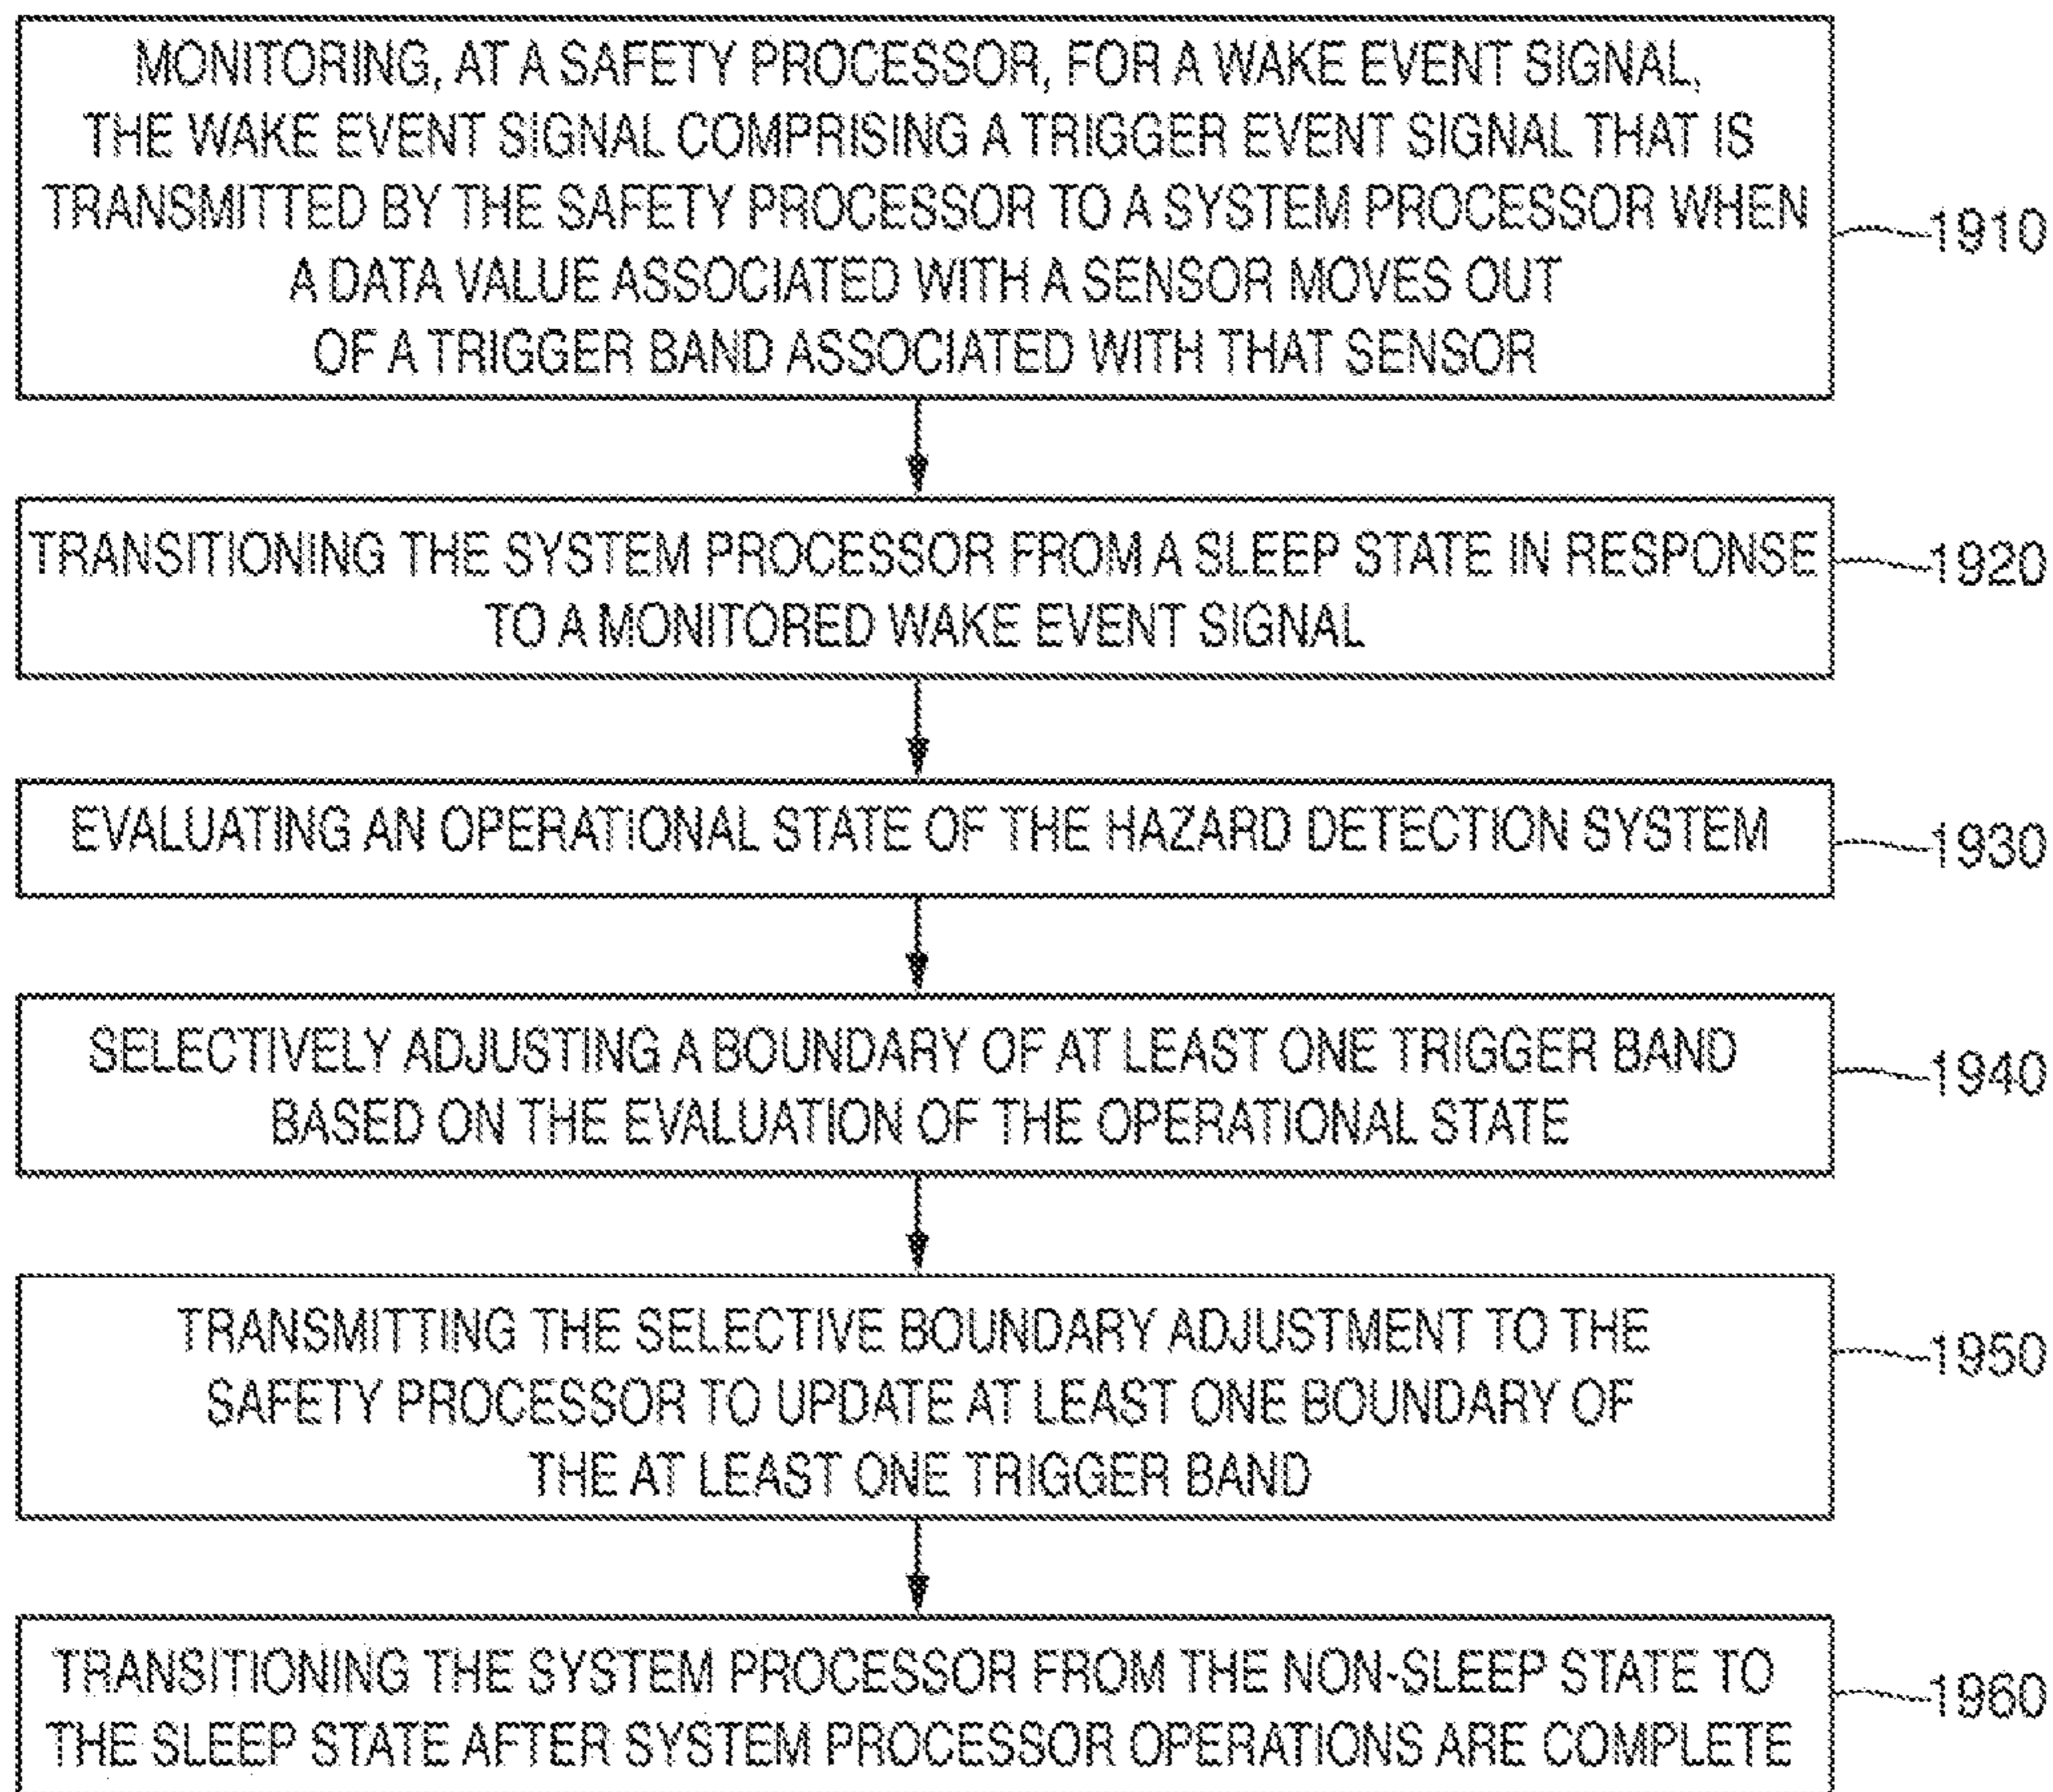 MONITORING, AT A SAFETY PROCESSOR, FOR A WAKE EVENT SIGNAL,
THE WAKE EVENT SIGNAL COMPRISING A TRIGGER EVENT SIGNAL THAT IS
TRANSMITTED BY THE SAFETY PROCESSOR TO A SYSTEM PROCESSOR WHEN
A DATA VALUE ASSOCIATED WITH A SENSOR MOVES OUT
OF A TRIGGER BAND ASSOCIATED WITH THAT SENSOR
1910
TRANSITIONING THE SYSTEM PROCESSOR FROM A SLEEP STATE IN RESPONSE
TO A MONITORED WAKE EVENT SIGNAL
1920
EVALUATING AN OPERATIONAL STATE OF THE HAZARD DETECTION SYSTEM
1930
SELECTIVELY ADJUSTING A BOUNDARY OF AT LEAST ONE TRIGGER BAND
BASED ON THE EVALUATION OF THE OPERATIONAL STATE
1940
TRANSMITTING THE SELECTIVE BOUNDARY ADJUSTMENT TO THE
SAFETY PROCESSOR TO UPDATE AT LEAST ONE BOUNDARY OF
THE AT LEAST ONE TRIGGER BAND
1950
TRANSITIONING THE SYSTEM PROCESSOR FROM THE NON-SLEEP STATE TO
THE SLEEP STATE AFTER SYSTEM PROCESSOR OPERATIONS ARE COMPLETE
1960